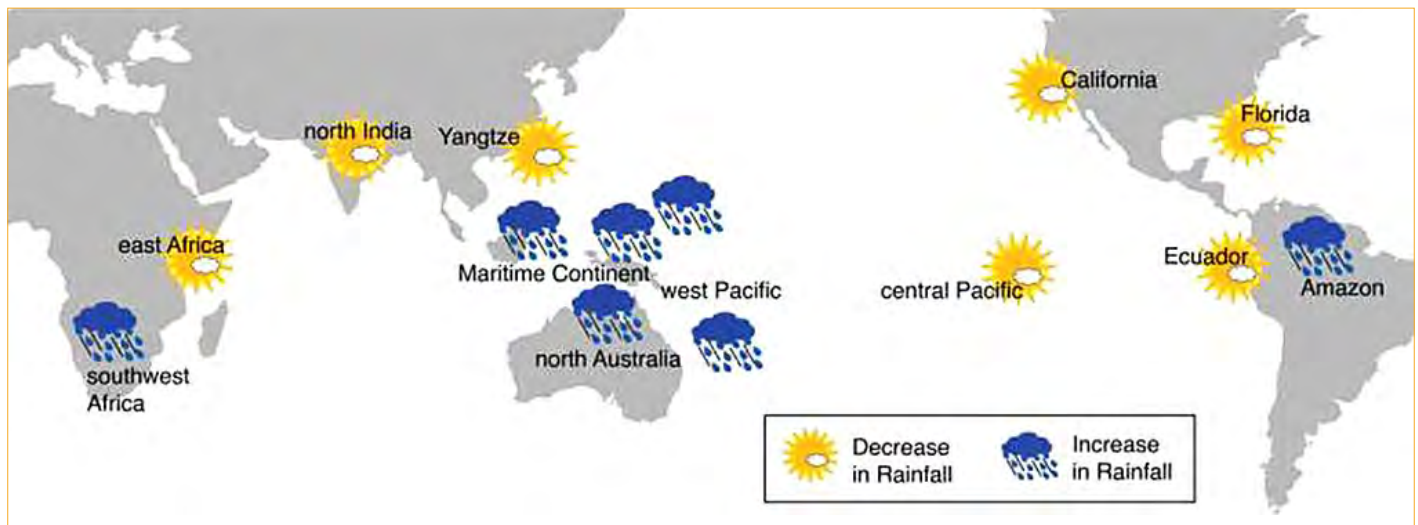 California
Florida
north India
Yangtze
east Africa
Ecuador
Maritime Continent
west Pacific
central Pacific
Amazon
north Australia
southwest
Africa
Decrease
in Rainfall
Increase
in Rainfall